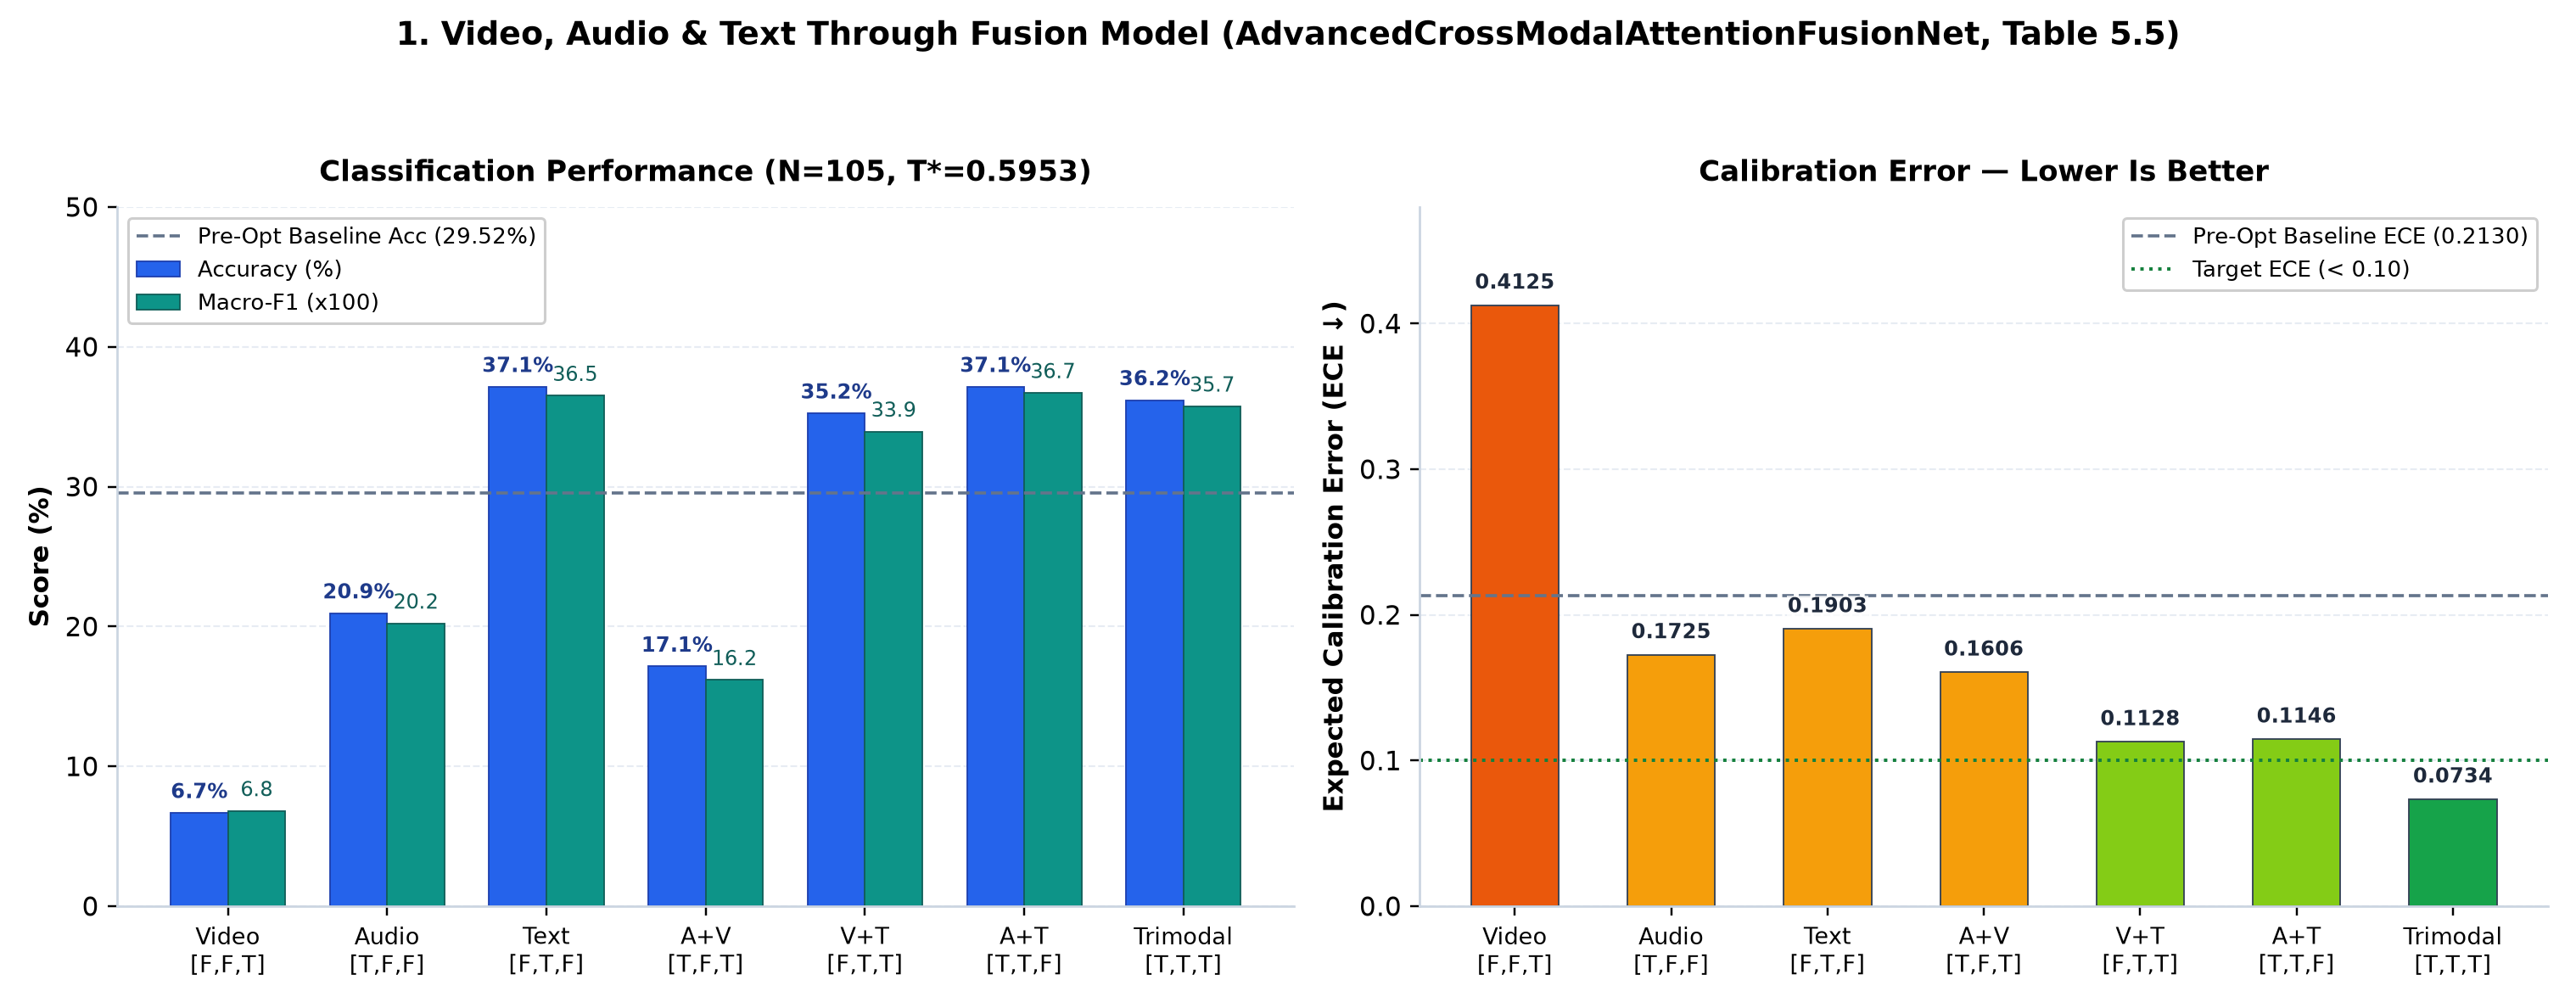 1. Video, Audio & Text Through Fusion Model (AdvancedCrossModalAttentionFusionNet, Table 5.5)
Classification Performance (N=105, T*=0.5953)
Score (%)
50
40
30
20
10
0
Pre-Opt Baseline Acc (29.52%)
Accuracy (%)
Macro-F1 (x100)
6.7% 6.8
20.9% 20.2
37.1% 36.5
17.1% 16.2
35.2% 33.9
37.1% 36.7
36.2% 35.7
Video
[F,F,T]
Audio
[T,F,F]
Text
[F,T,F]
A+V
[T,F,T]
V+T
[F,T,T]
A+T
[T,T,F]
Trimodal
[T,T,T]
Calibration Error — Lower Is Better
Expected Calibration Error (ECE ↓)
0.4
0.3
0.2
0.1
0.0
Pre-Opt Baseline ECE (0.2130)
Target ECE (< 0.10)
0.4125
0.1725
0.1903
0.1606
0.1128
0.1146
0.0734
Video
[F,F,T]
Audio
[T,F,F]
Text
[F,T,F]
A+V
[T,F,T]
V+T
[F,T,T]
A+T
[T,T,F]
Trimodal
[T,T,T]